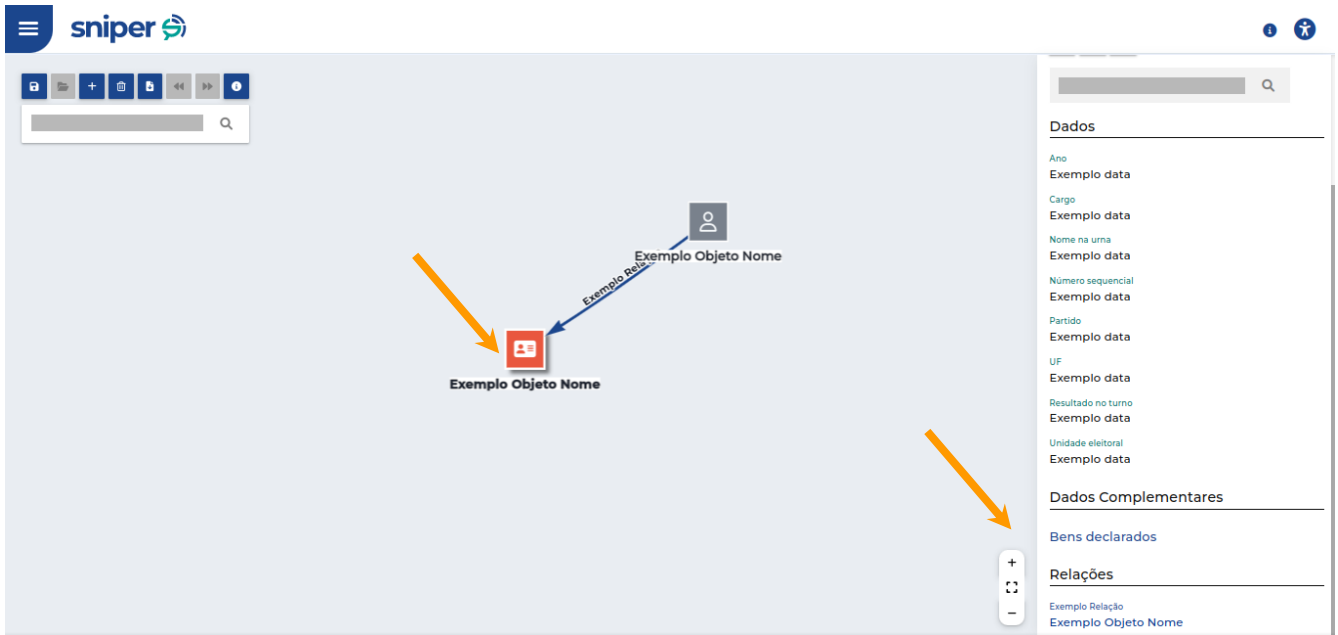 sniper
Exemplo Objeto Nome
Exemplo Rela
Exemplo Objeto Nome
Dados
Ano
Exemplo data
Cargo
Exemplo data
Nome na urna
Exemplo data
Número sequencial
Exemplo data
Partido
Exemplo data
UF
Exemplo data
Resultado no turno
Exemplo data
Unidade eleitoral
Exemplo data
Dados Complementares
Bens declarados
Relações
Exemplo Relação
Exemplo Objeto Nome